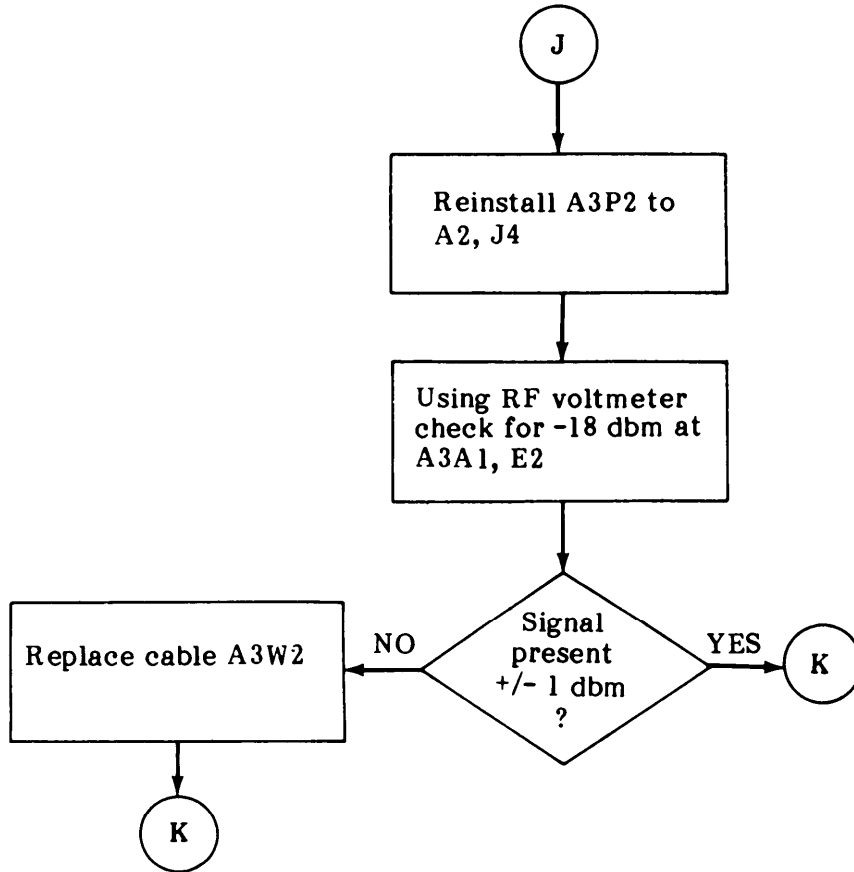 J
Reinstall A3P2 to
A2, J4
Using RF voltmeter
check for -18 dbm at
A3A1, E2
Signal
present
+/- 1 dbm
?
NO
YES
Replace cable A3W2
K
K